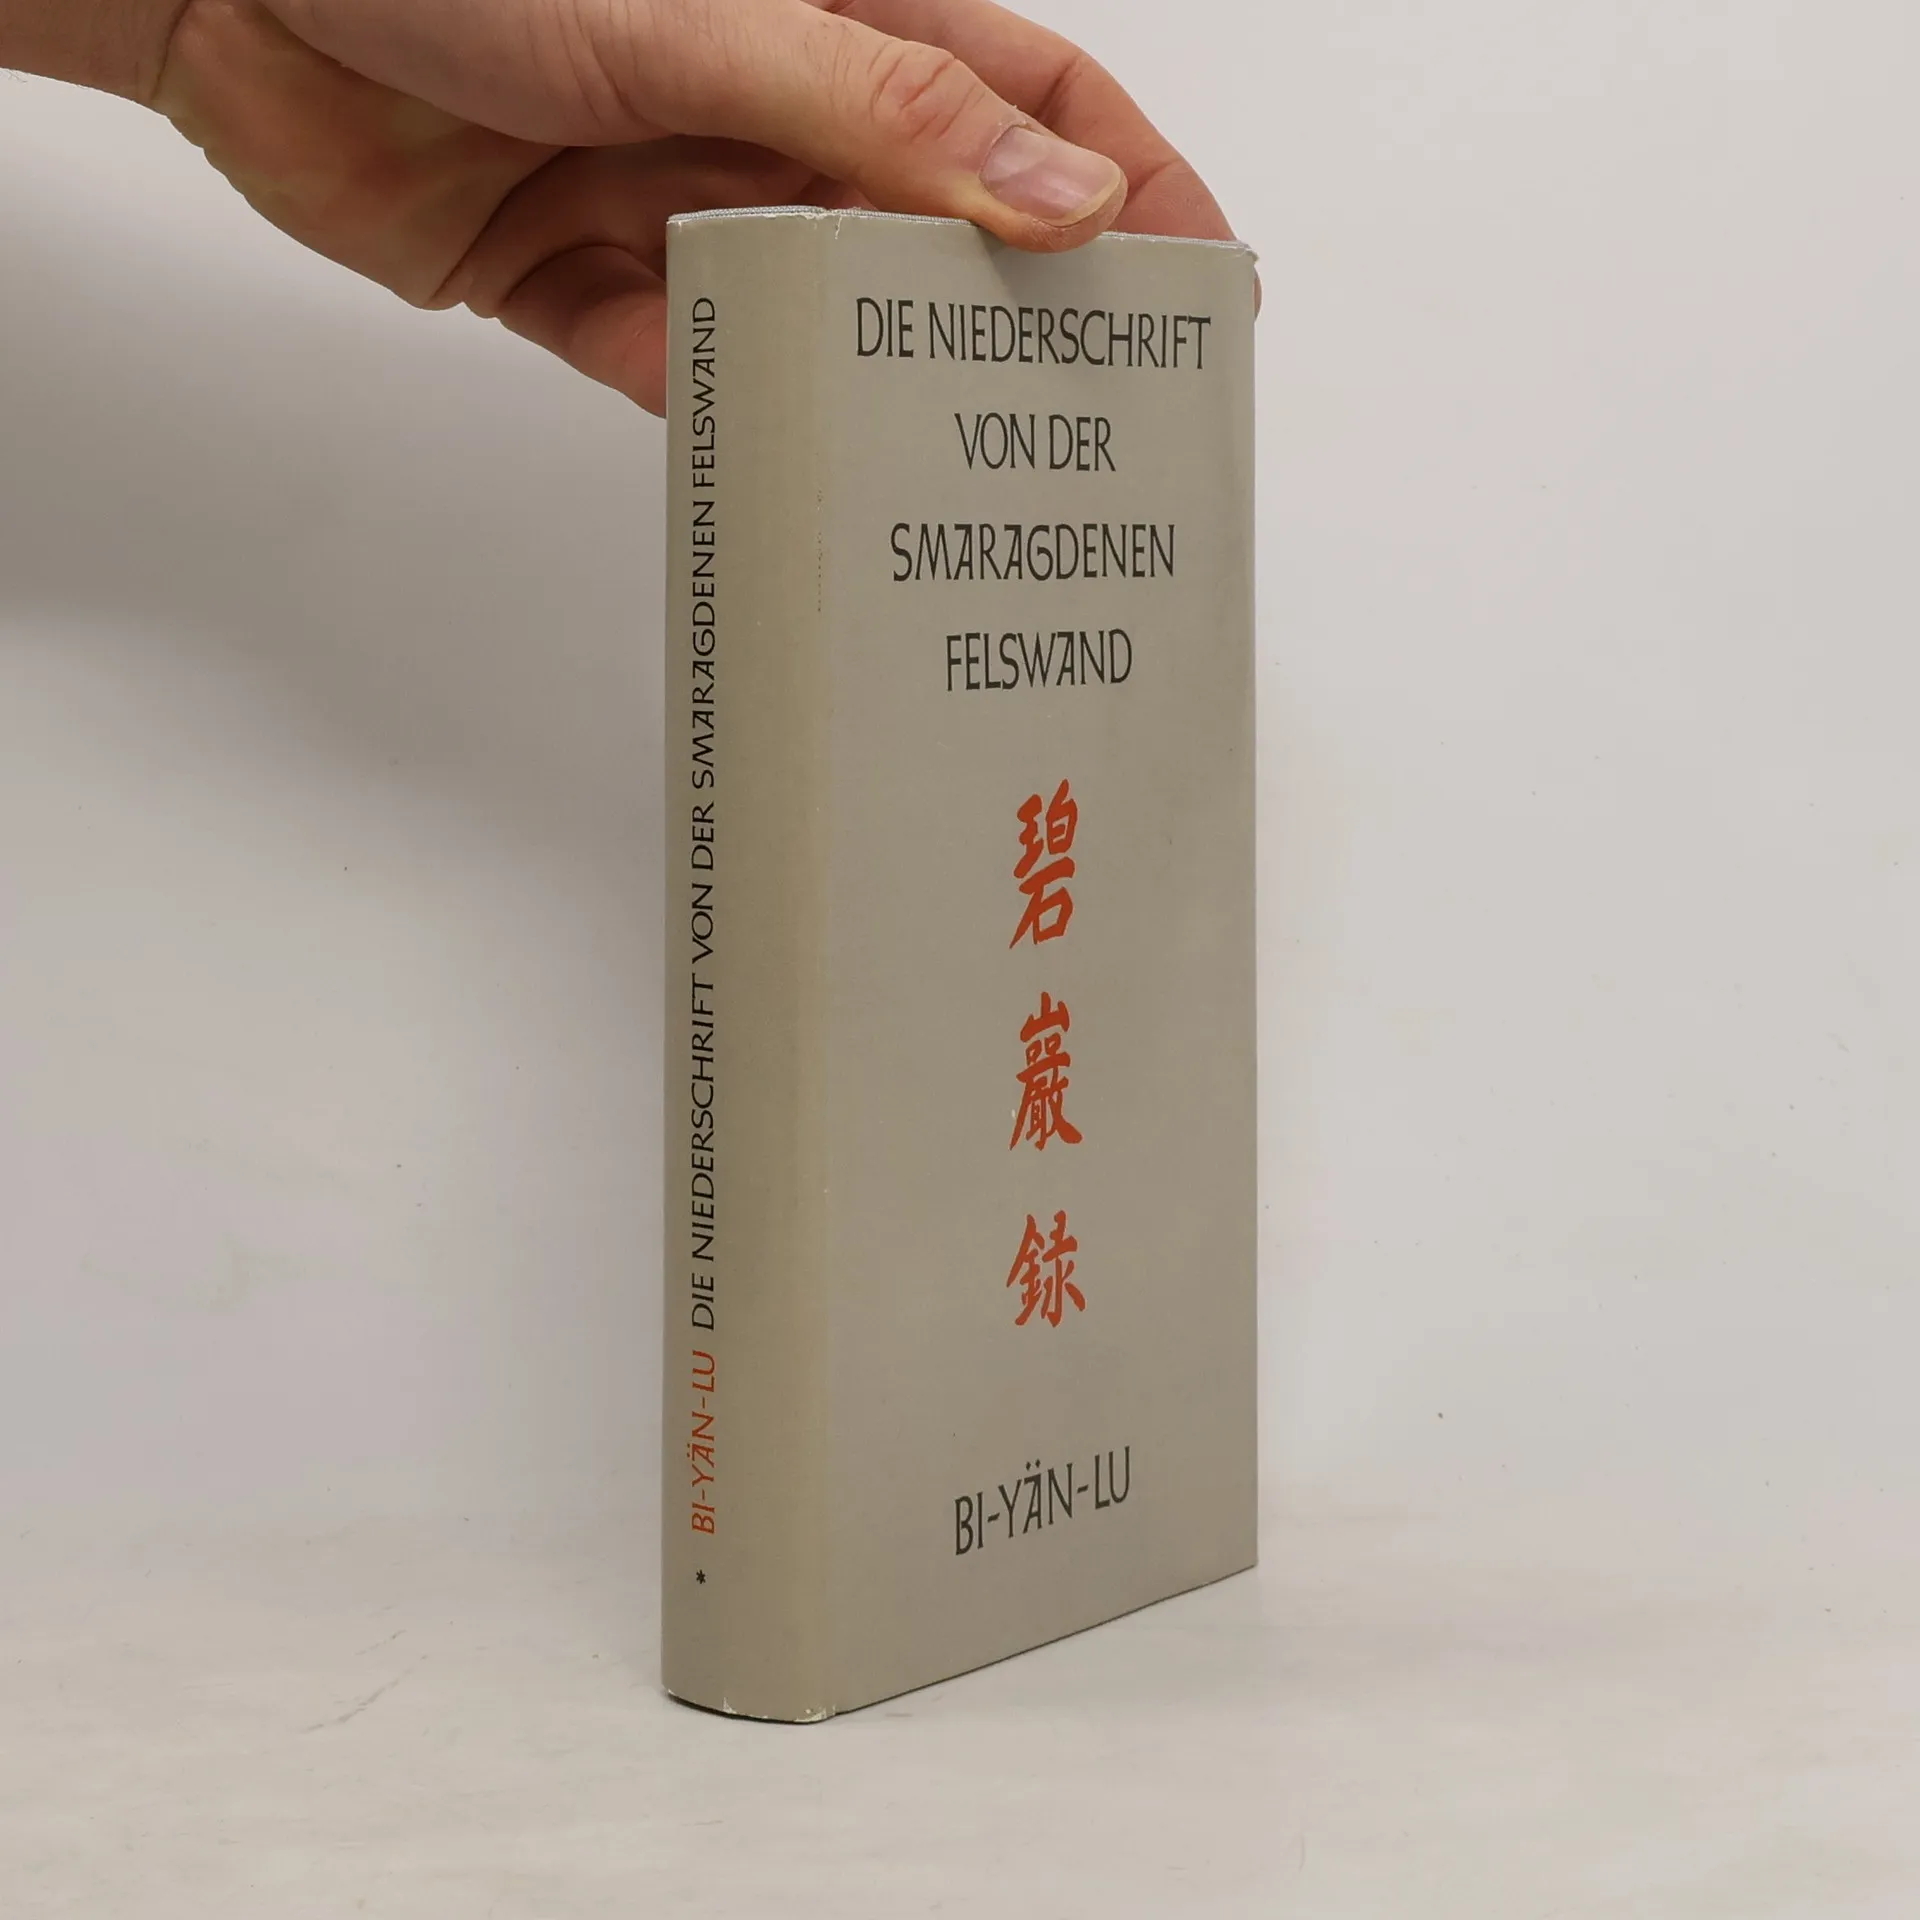 DIE NIEDERSCHRIFT
VON DER
SMARAGDENEN
FELSWAND
碧
巖
録
BI-YÄN-LU
* BI-YÄN-LU DIE NIEDERSCHRIFT VON DER SMARAGDENEN FELSWAND